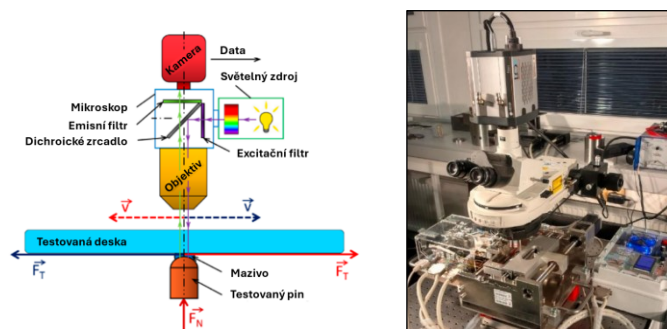 Kamera
Data
Světelný zdroj
Mikroskop
Emisní filtr
Dichroické zrcadlo
Excitační filtr
Objektiv
v v
Testovaná deska
F_T F_T
Mazivo
Testovaný pin
F_N